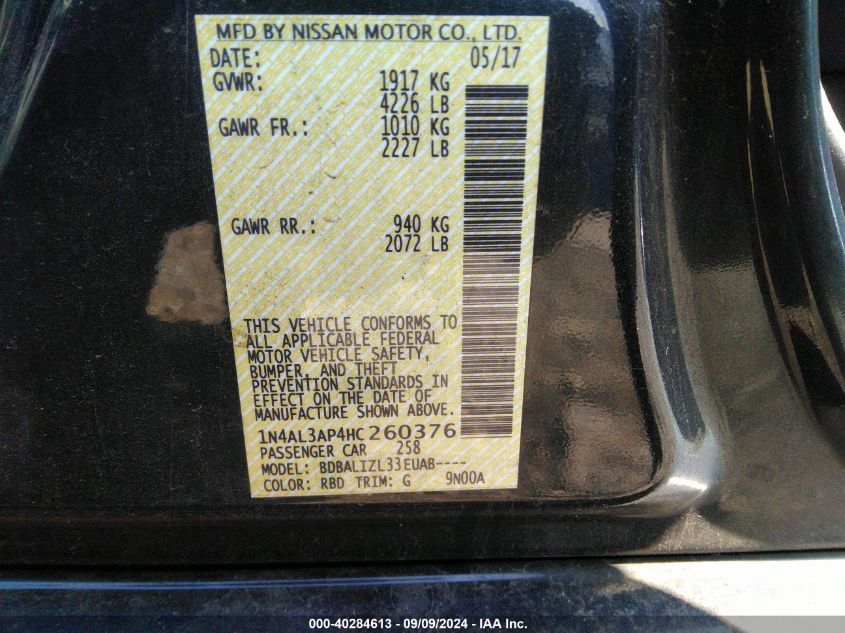 MFD BY NISSAN MOTOR CO., LTD.
DATE: 05/17
GVWR: 1917 KG
4226 LB
GAWR FR.: 1010 KG
2227 LB
GAWR RR.: 940 KG
2072 LB
THIS VEHICLE CONFORMS TO
ALL APPLICABLE FEDERAL
MOTOR VEHICLE SAFETY,
BUMPER, AND THEFT
PREVENTION STANDARDS IN
EFFECT ON THE DATE OF
MANUFACTURE SHOWN ABOVE.
1N4AL3AP4HC260376
PASSENGER CAR 258
MODEL: BDBALIZL33EUAB----
COLOR: RBD TRIM: G 9N00A
000-40284613 - 09/09/2024 - IAA Inc.